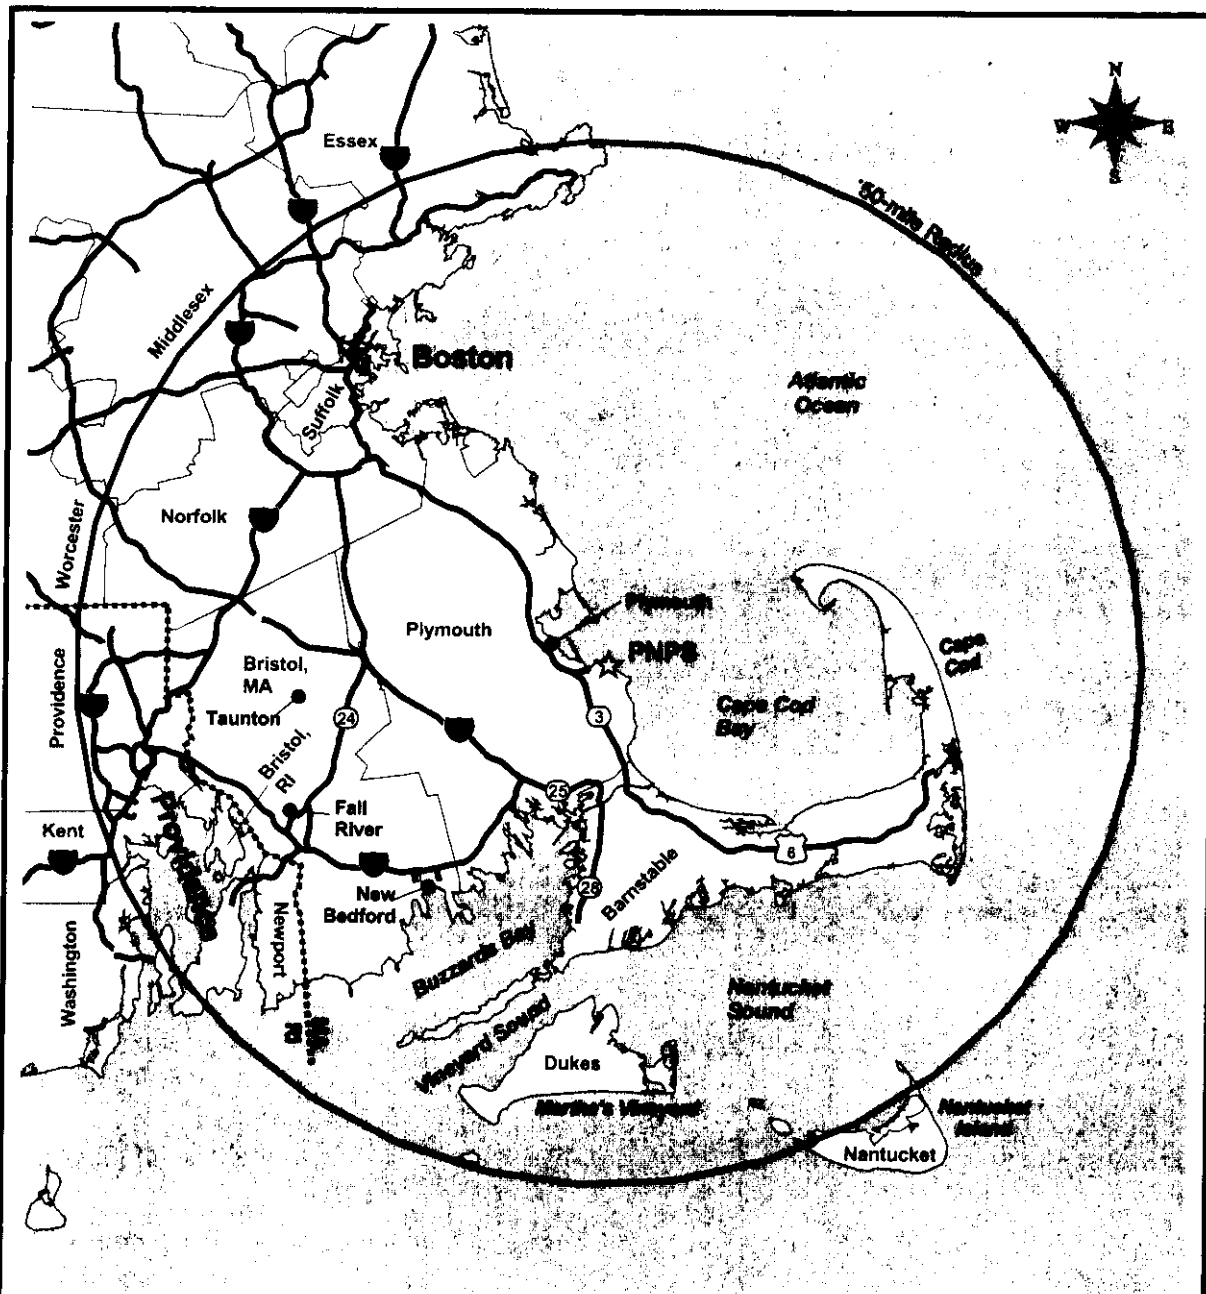 N
W
E
S
Essex
50-mile Radius
Middlesex
Boston
Atlantic
Ocean
Suffolk
Norfolk
Worcester
Plymouth
Plymouth
PNPS
Cape
Cod
Providence
Bristol,
MA
Taunton
24
3
Cape Cod
Bay
Bristol,
RI
25
Fall
River
Kent
Providence
6
28
New
Bedford
Barnstable
Newport
Washington
Buzzards Bay
Nantucket
Sound
RI
Vineyard Sound
Dukes
Martha's Vineyard
Nantucket
Island
Nantucket